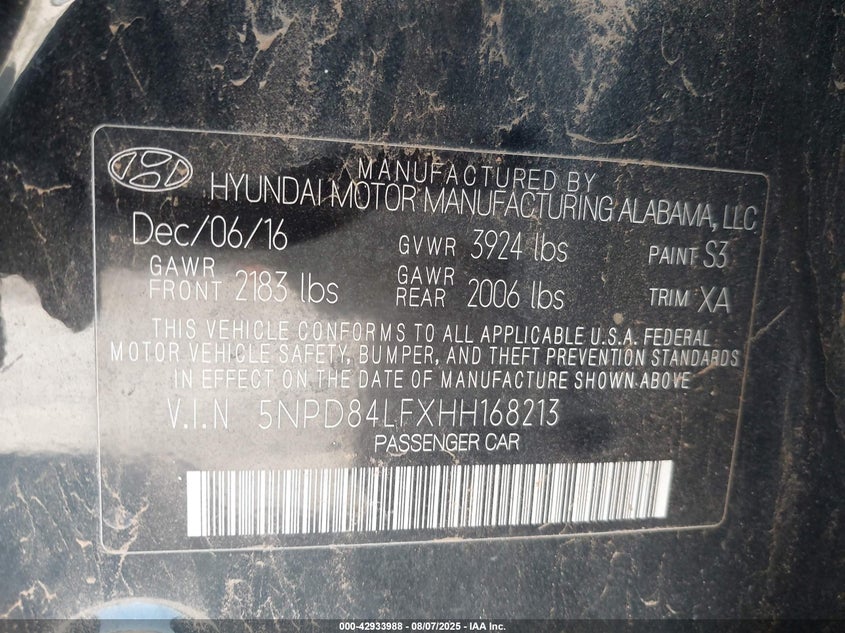 MANUFACTURED BY
HYUNDAI MOTOR MANUFACTURING ALABAMA, LLC
Dec/06/16 GVWR 3924 lbs PAINT S3
GAWR FRONT 2183 lbs GAWR REAR 2006 lbs TRIM XA
THIS VEHICLE CONFORMS TO ALL APPLICABLE U.S.A. FEDERAL
MOTOR VEHICLE SAFETY, BUMPER, AND THEFT PREVENTION STANDARDS
IN EFFECT ON THE DATE OF MANUFACTURE SHOWN ABOVE
V.I.N 5NPD84LFXHH168213
PASSENGER CAR
000-42933988 - 08/07/2025 - IAA Inc.